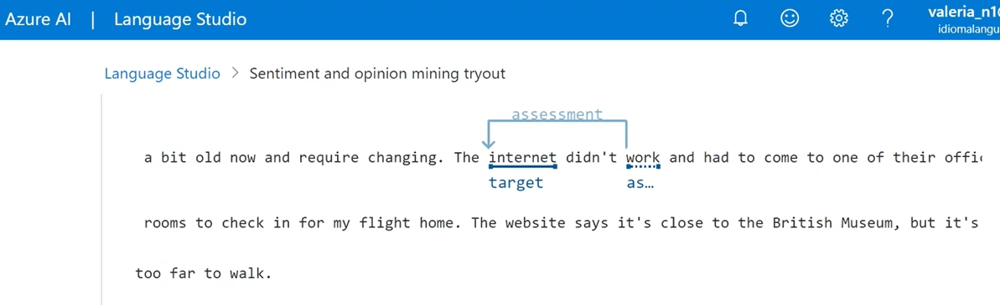 Azure AI | Language Studio
valeria_n1
idiomalangu
Language Studio > Sentiment and opinion mining tryout
assessment
a bit old now and require changing. The internet didn't work and had to come to one of their offi
target as…
rooms to check in for my flight home. The website says it's close to the British Museum, but it's
too far to walk.